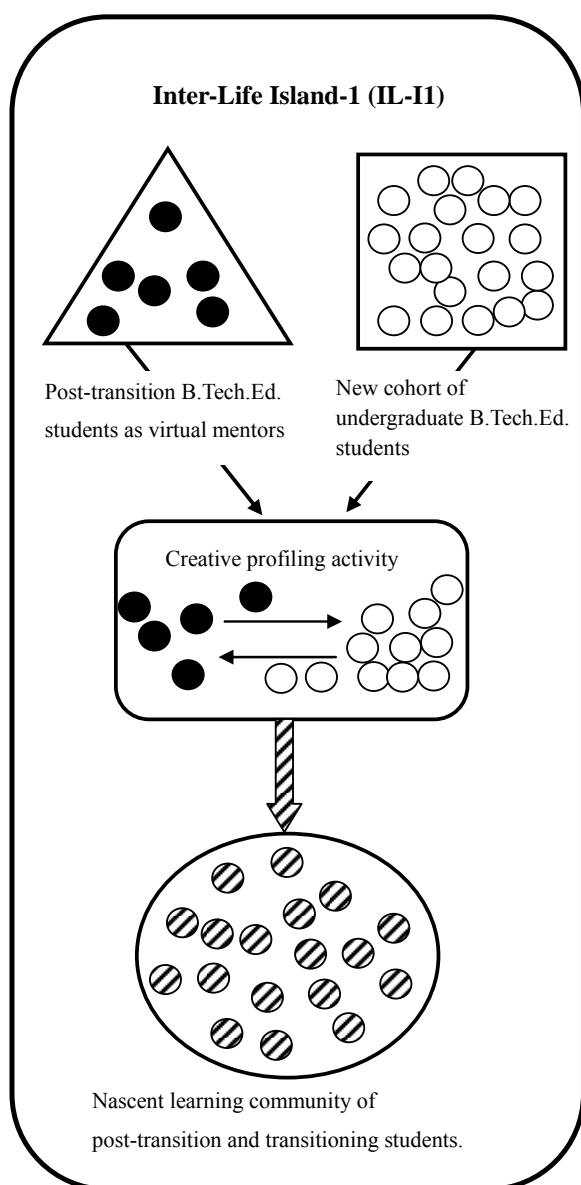 Inter-Life Island-1 (IL-I1)
Post-transition B.Tech.Ed.
students as virtual mentors
New cohort of
undergraduate B.Tech.Ed.
students
Creative profiling activity
Nascent learning community of
post-transition and transitioning students.